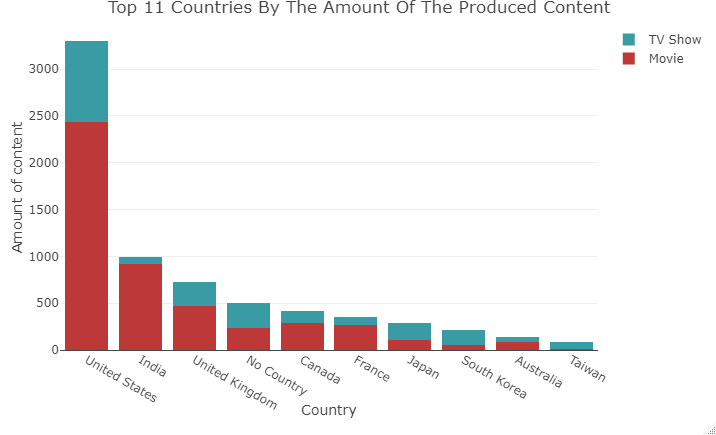 Top 11 Countries By The Amount Of The Produced Content
TV Show
Movie
Amount of content
3000
2500
2000
1500
1000
500
0
United States
India
United Kingdom
No Country
Canada
France
Japan
South Korea
Australia
Taiwan
Country